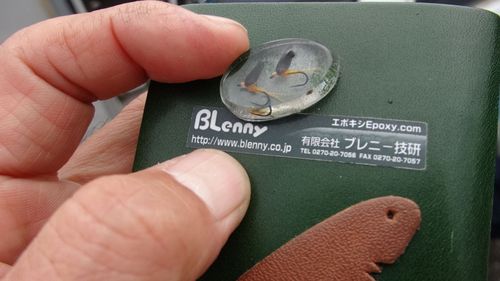 BLenny エポキシEpoxy.com
http://www.blenny.co.jp 有限会社 ブレニー技研
TEL 0270-20-7056 FAX 0270-20-7057